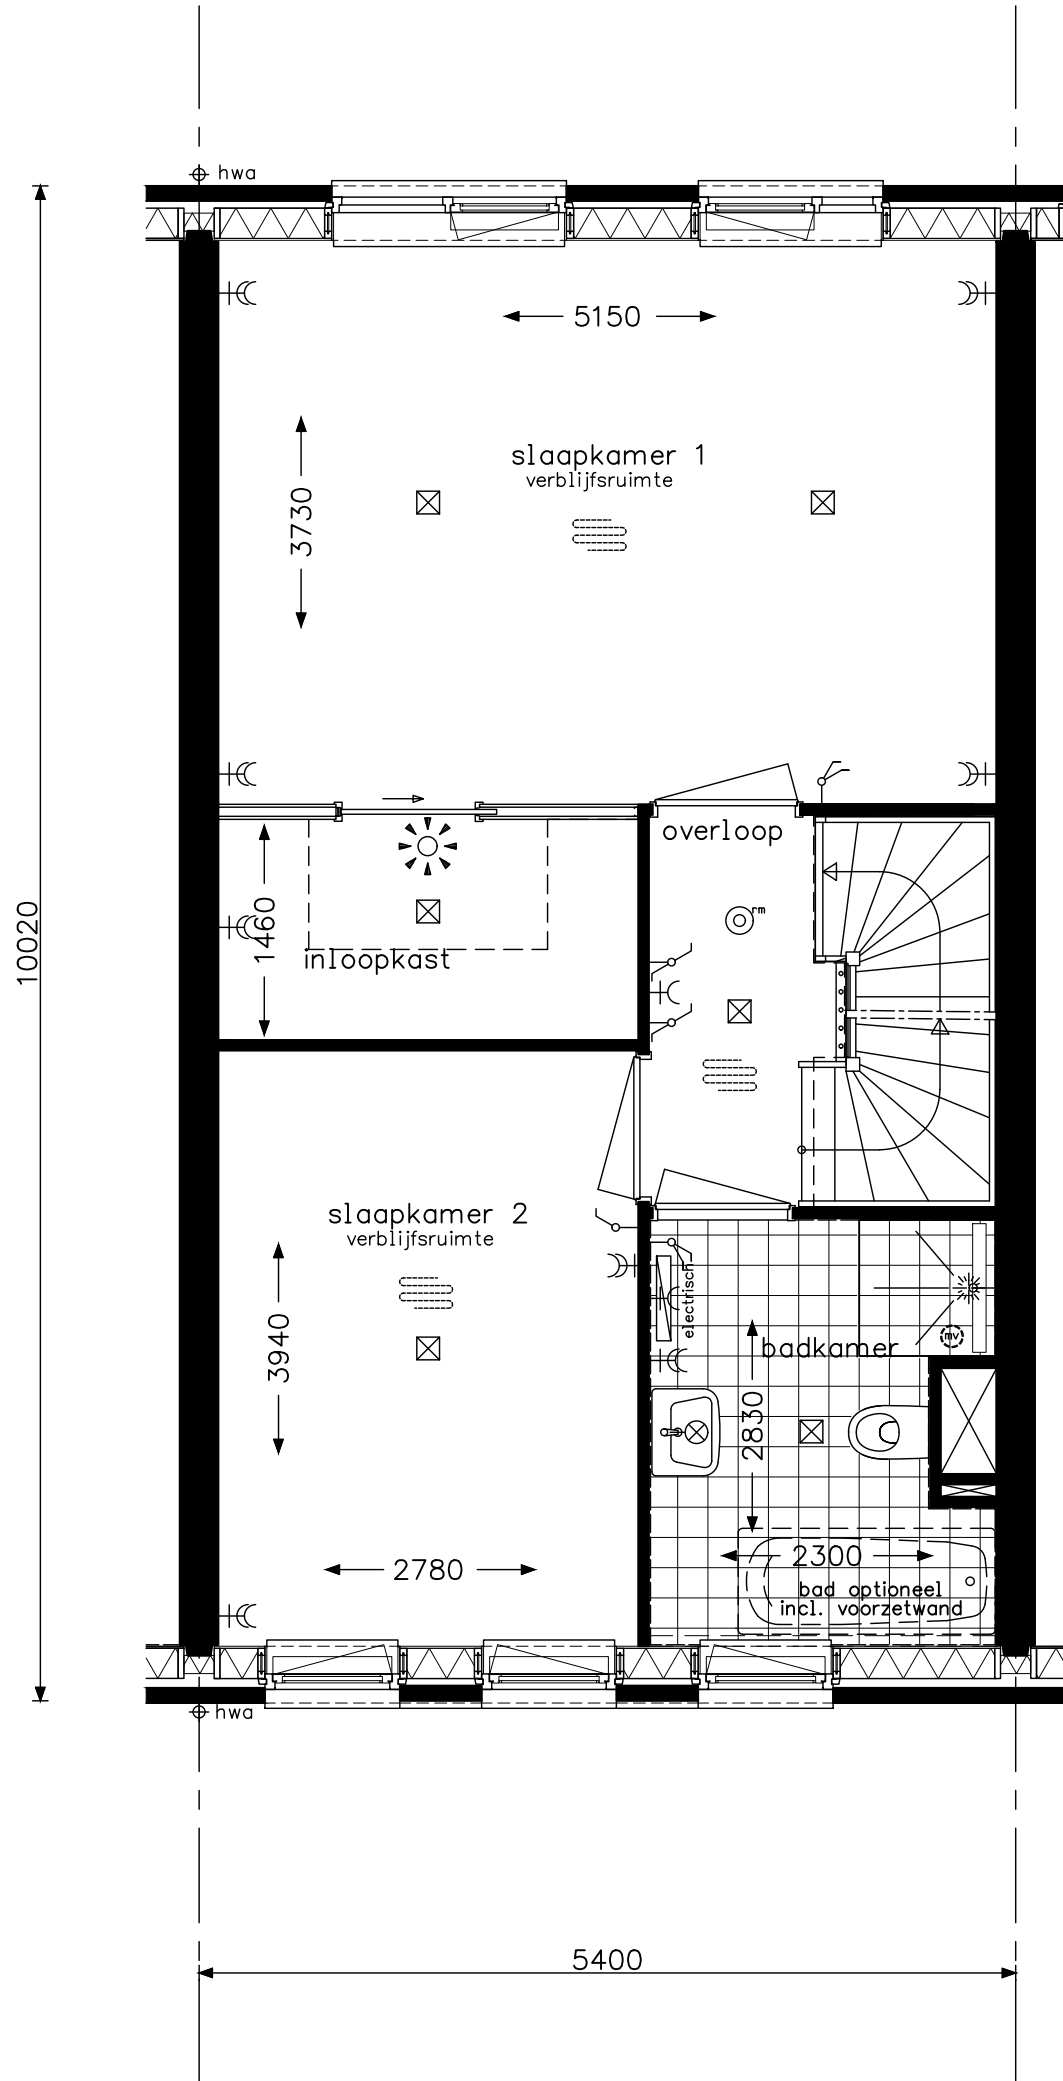 hwa
5150
slaapkamer 1
verblijfsruimte
3730
overloop
rm
1460
inloopkast
10020
slaapkamer 2
verblijfsruimte
electrisch
mv
badkamer
3940
2830
2780
2300
bad optioneel
incl. voorzetwand
hwa
5400